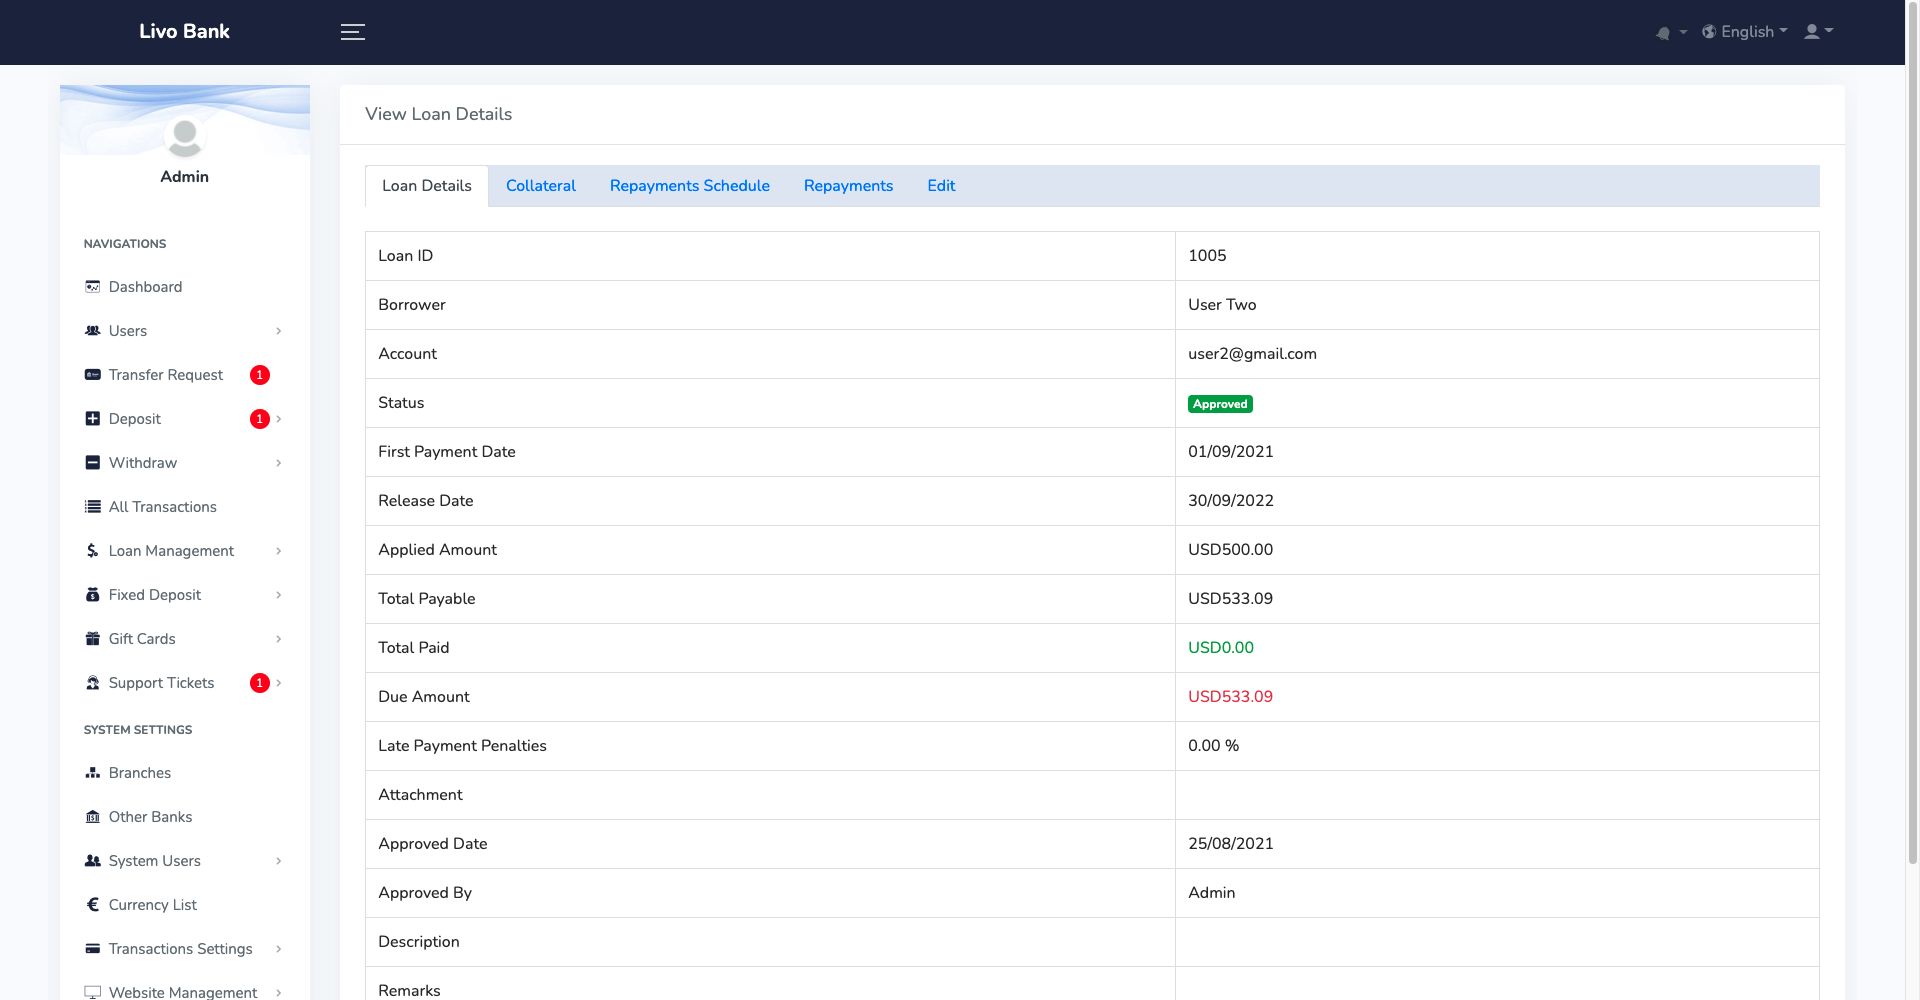 Livo Bank
English
Admin
NAVIGATIONS
Dashboard
Users
Transfer Request 1
Deposit 1
Withdraw
All Transactions
Loan Management
Fixed Deposit
Gift Cards
Support Tickets 1
SYSTEM SETTINGS
Branches
Other Banks
System Users
Currency List
Transactions Settings
Website Management
View Loan Details
Loan Details Collateral Repayments Schedule Repayments Edit
Loan ID 1005
Borrower User Two
Account user2@gmail.com
Status Approved
First Payment Date 01/09/2021
Release Date 30/09/2022
Applied Amount USD500.00
Total Payable USD533.09
Total Paid USD0.00
Due Amount USD533.09
Late Payment Penalties 0.00 %
Attachment
Approved Date 25/08/2021
Approved By Admin
Description
Remarks